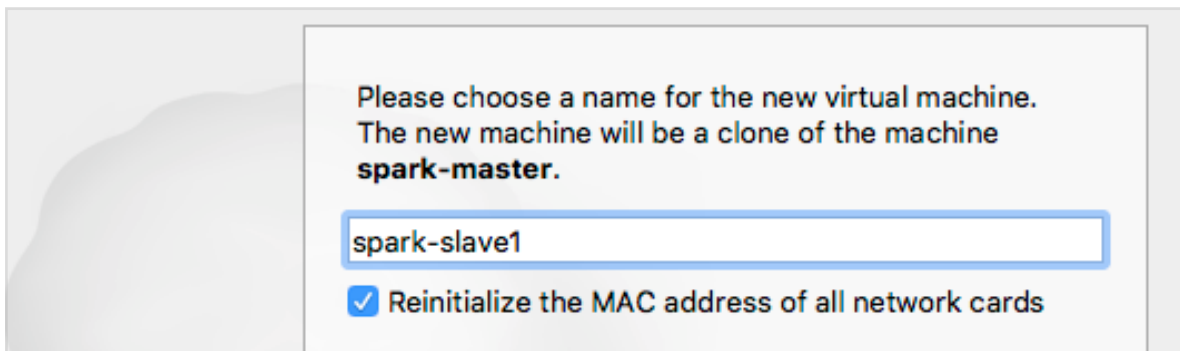 Please choose a name for the new virtual machine.
The new machine will be a clone of the machine
spark-master.
spark-slave1
Reinitialize the MAC address of all network cards